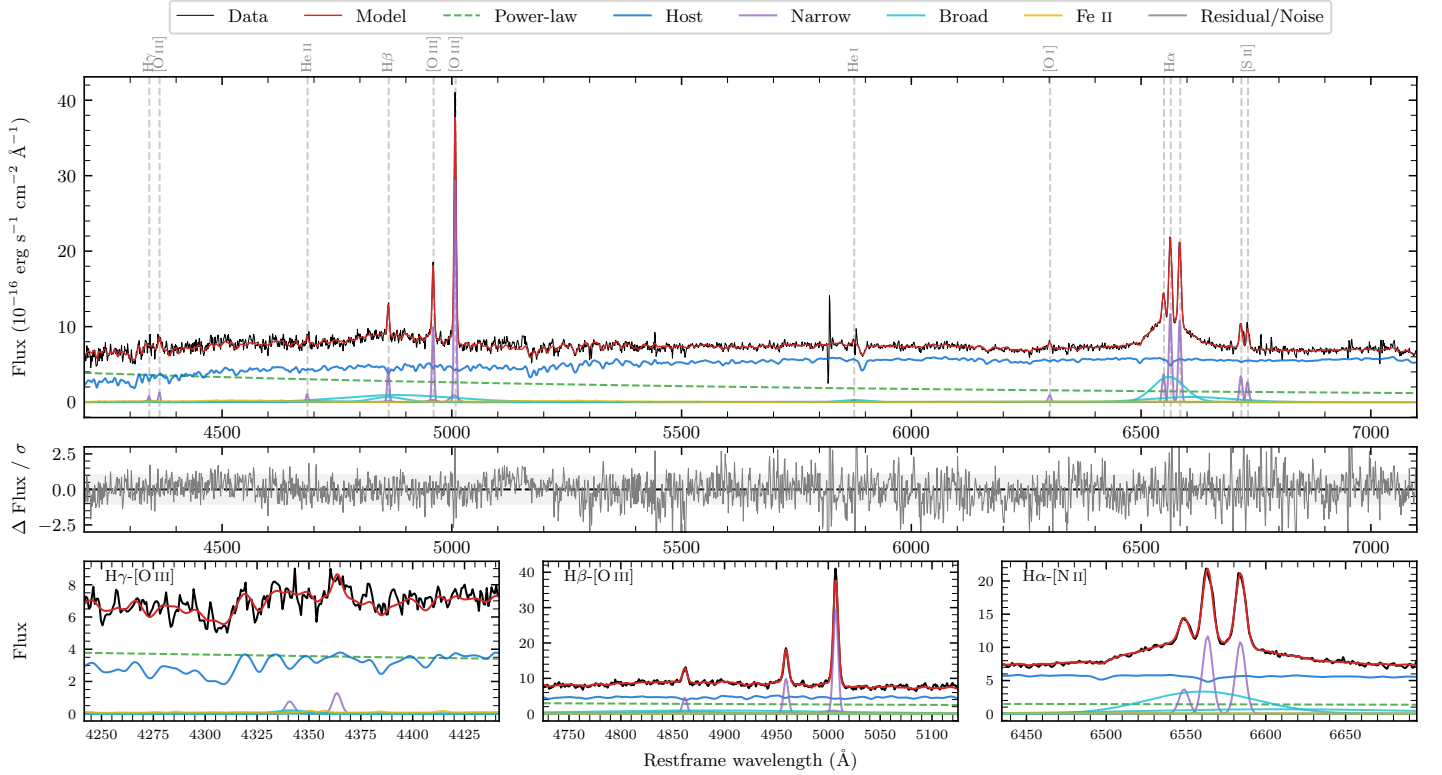 Data Model Power-law Host Narrow Broad Fe II Residual/Noise
Hγ [O III] He II Hβ [O III] [O III] He I [O I] Hα [S II]
Flux (10⁻¹⁶ erg s⁻¹ cm⁻² Å⁻¹)
40
30
20
10
0
4500 5000 5500 6000 6500 7000
Δ Flux / σ
2.5
0.0
−2.5
4500 5000 5500 6000 6500 7000
Flux
Hγ-[O III]
8
6
4
2
0
4250 4275 4300 4325 4350 4375 4400 4425
Hβ-[O III]
40
30
20
10
0
4750 4800 4850 4900 4950 5000 5050 5100
Hα-[N II]
20
15
10
5
0
6450 6500 6550 6600 6650
Restframe wavelength (Å)